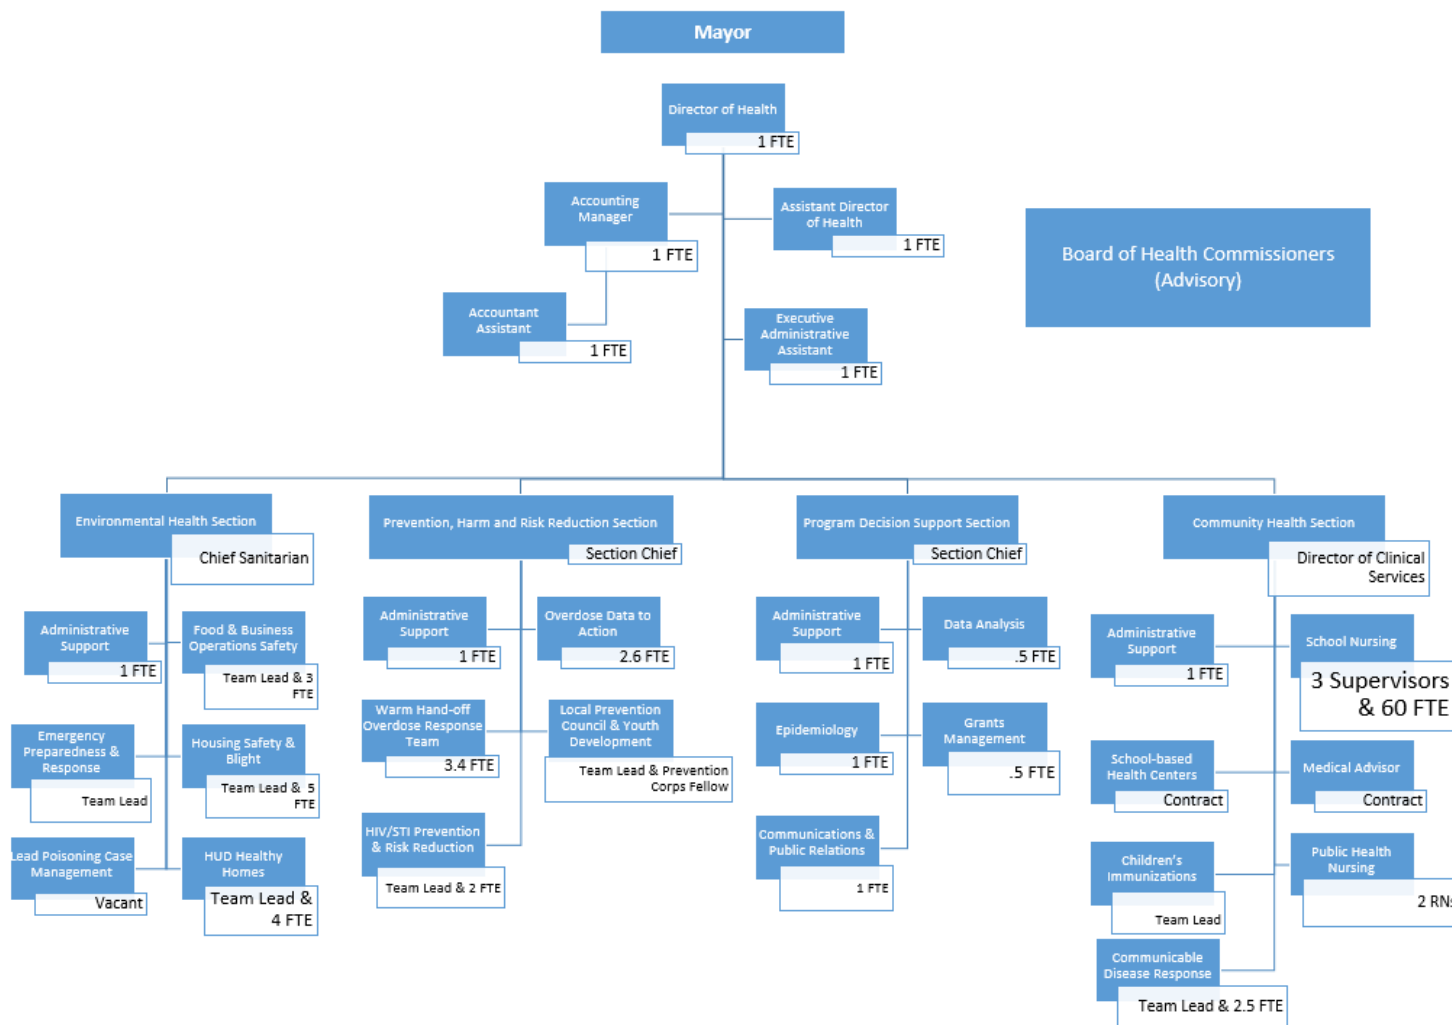 Mayor
Director of Health
1 FTE
Accounting
Manager
1 FTE
Assistant Director
of Health
1 FTE
Board of Health Commissioners
(Advisory)
Accountant
Assistant
1 FTE
Executive
Administrative
Assistant
1 FTE
Environmental Health Section
Chief Sanitarian
Administrative
Support
1 FTE
Food & Business
Operations Safety
Team Lead & 3
FTE
Emergency
Preparedness &
Response
Team Lead
Housing Safety &
Blight
Team Lead & 5
FTE
Lead Poisoning Case
Management
Vacant
HUD Healthy
Homes
Team Lead &
4 FTE
Prevention, Harm and Risk Reduction Section
Section Chief
Administrative
Support
1 FTE
Overdose Data to
Action
2.6 FTE
Warm Hand-off
Overdose Response
Team
3.4 FTE
Local Prevention
Council & Youth
Development
Team Lead & Prevention
Corps Fellow
HIV/STI Prevention
& Risk Reduction
Team Lead & 2 FTE
Program Decision Support Section
Section Chief
Administrative
Support
1 FTE
Data Analysis
.5 FTE
Epidemiology
1 FTE
Grants
Management
.5 FTE
Communications &
Public Relations
1 FTE
Community Health Section
Director of Clinical
Services
Administrative
Support
1 FTE
School Nursing
3 Supervisors
& 60 FTE
School-based
Health Centers
Contract
Medical Advisor
Contract
Children's
Immunizations
Team Lead
Public Health
Nursing
2 RNs
Communicable
Disease Response
Team Lead & 2.5 FTE